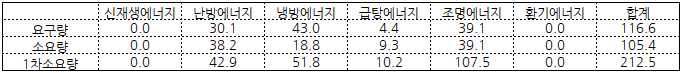 신재생에너지 난방에너지 냉방에너지 급탕에너지 조명에너지 환기에너지 합계
요구량 0.0 30.1 43.0 4.4 39.1 0.0 116.6
소요량 0.0 38.2 18.8 9.3 39.1 0.0 105.4
1차소요량 0.0 42.9 51.8 10.2 107.5 0.0 212.5